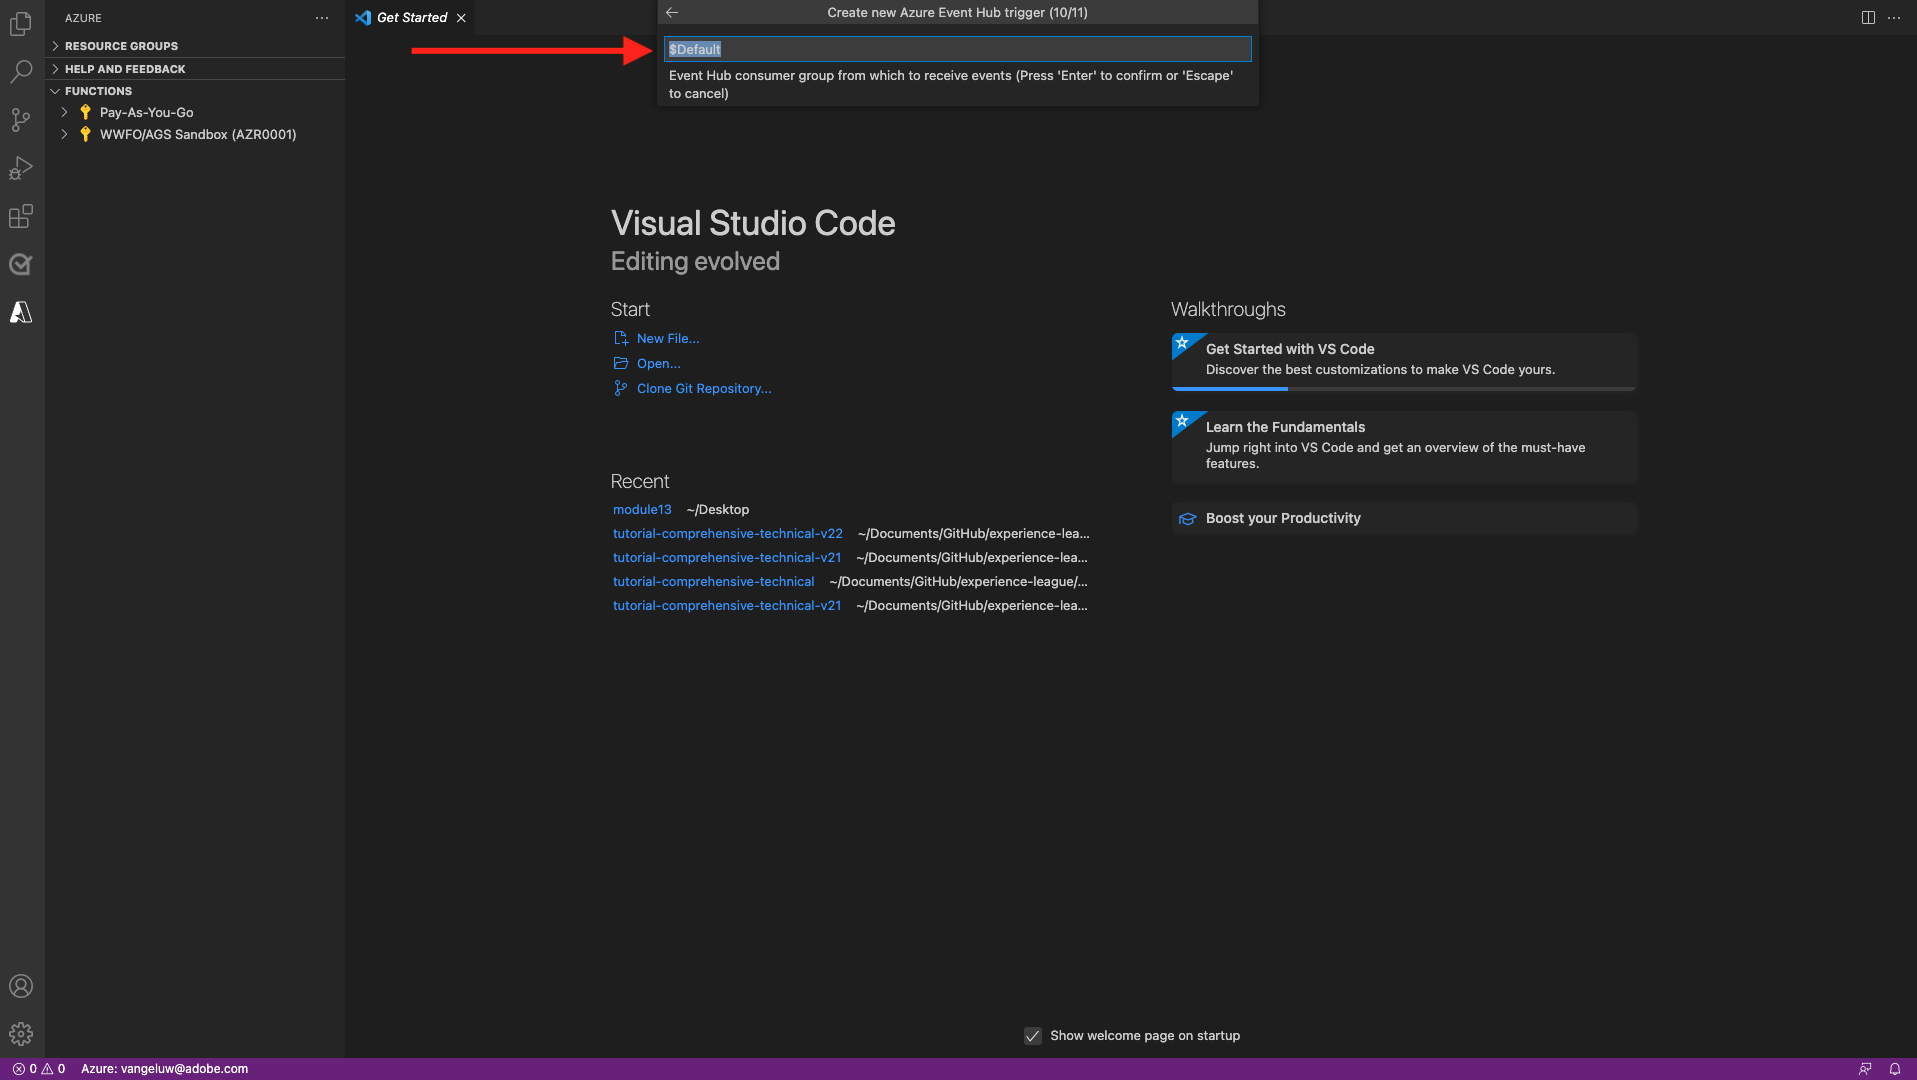 AZURE
RESOURCE GROUPS
HELP AND FEEDBACK
FUNCTIONS
Pay-As-You-Go
WWFO/AGS Sandbox (AZR0001)
Get Started
Create new Azure Event Hub trigger (10/11)
$Default
Event Hub consumer group from which to receive events (Press 'Enter' to confirm or 'Escape'
to cancel)
Visual Studio Code
Editing evolved
Start
New File...
Open...
Clone Git Repository...
Recent
module13 ~/Desktop
tutorial-comprehensive-technical-v22 ~/Documents/GitHub/experience-lea...
tutorial-comprehensive-technical-v21 ~/Documents/GitHub/experience-lea...
tutorial-comprehensive-technical ~/Documents/GitHub/experience-league/...
tutorial-comprehensive-technical-v21 ~/Documents/GitHub/experience-lea...
Walkthroughs
Get Started with VS Code
Discover the best customizations to make VS Code yours.
Learn the Fundamentals
Jump right into VS Code and get an overview of the must-have
features.
Boost your Productivity
Show welcome page on startup
0 0 Azure: vangeluw@adobe.com